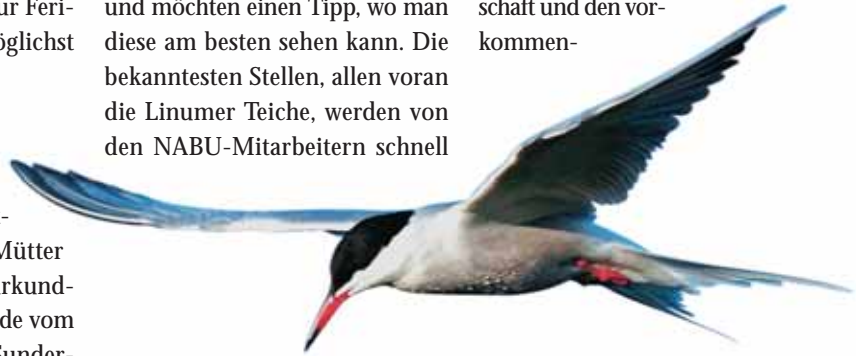 ur Feri-
öglichst
-
Mütter
rkund-
de vom
Sunder-
und möchten einen Tipp, wo man
diese am besten sehen kann. Die
bekanntesten Stellen, allen voran
die Linumer Teiche, werden von
den NABU-Mitarbeitern schnell
schaft und den vor-
kommen-